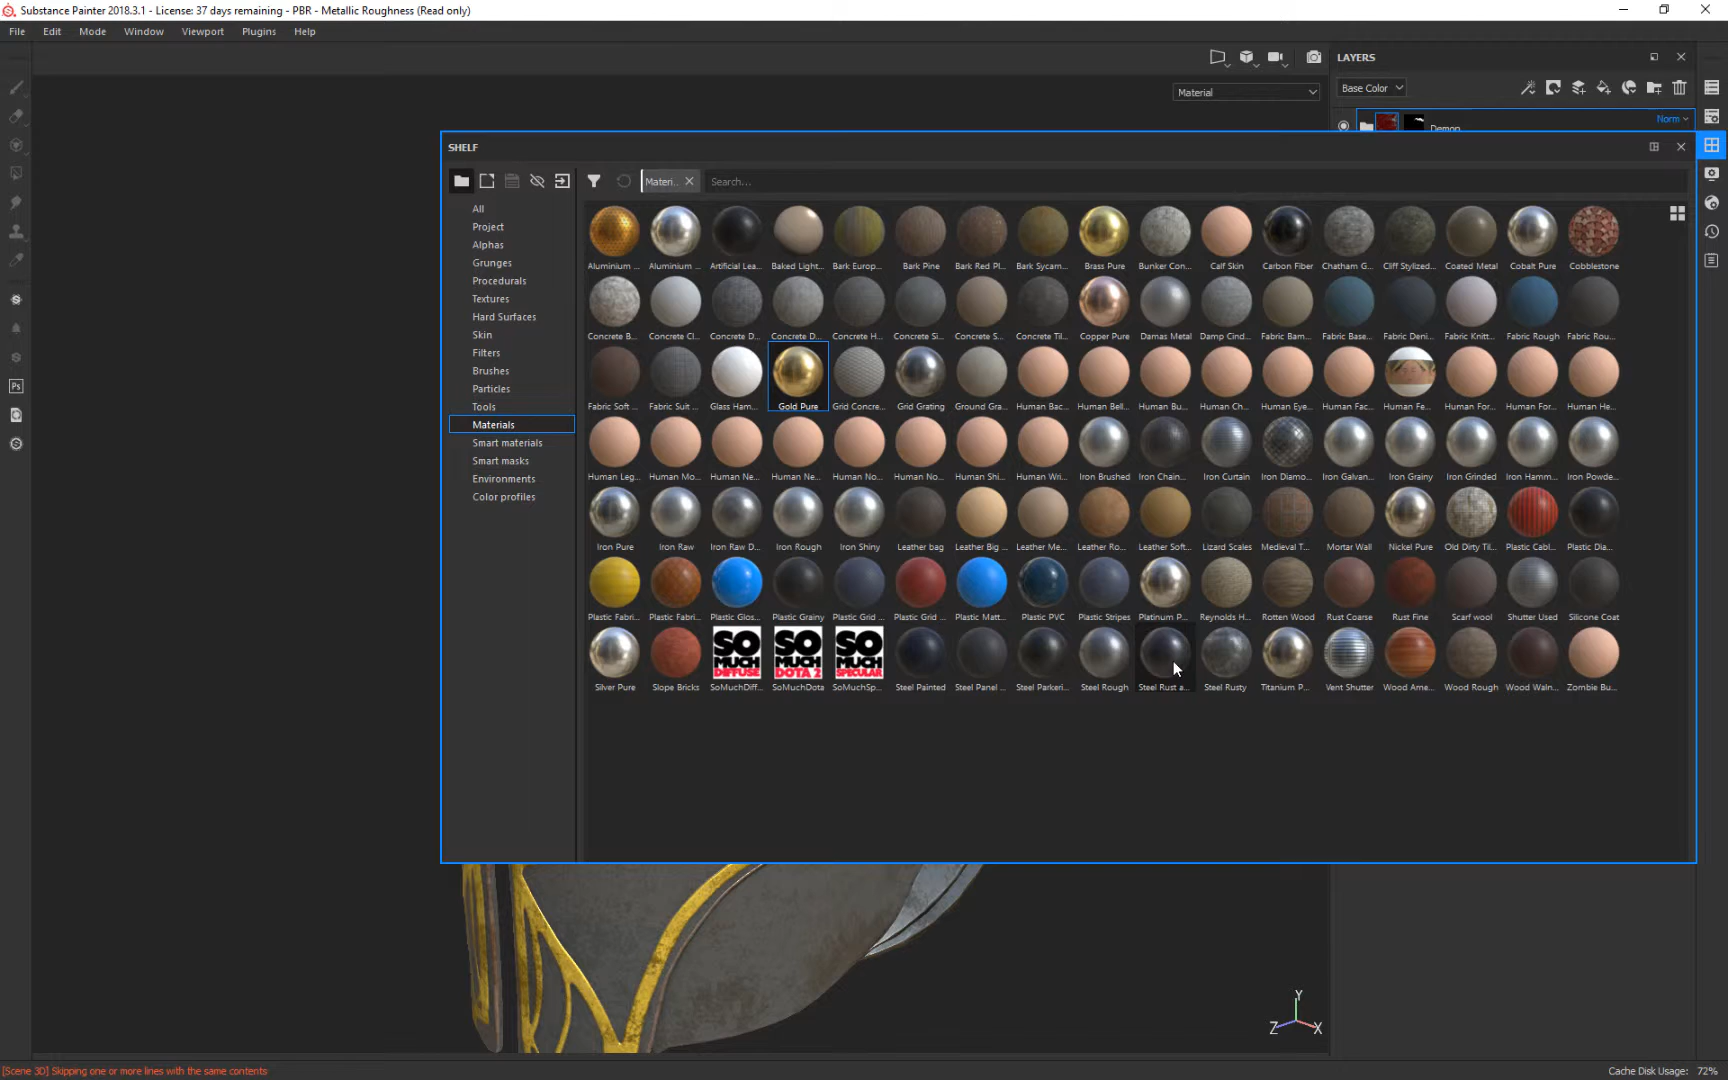 Substance Painter 2018.3.1 - License: 37 days remaining - PBR - Metallic Roughness (Read only)
File Edit Mode Window Viewport Plugins Help
Material
LAYERS
Base Color
Norm
Demon
SHELF
Materi...
Search...
All
Project
Alphas
Grunges
Procedurals
Textures
Hard Surfaces
Skin
Filters
Brushes
Particles
Tools
Materials
Smart materials
Smart masks
Environments
Color profiles
Aluminium ... Aluminium ... Artificial Lea... Baked Light... Bark Europ... Bark Pine Bark Red Pl... Bark Sycam... Brass Pure Bunker Con... Calf Skin Carbon Fiber Chatham G... Cliff Stylized... Coated Metal Cobalt Pure Cobblestone
Concrete B... Concrete Cl... Concrete D... Concrete D... Concrete H... Concrete Si... Concrete S... Concrete Til... Copper Pure Damas Metal Damp Cind... Fabric Bam... Fabric Base... Fabric Deni... Fabric Knitt... Fabric Rough Fabric Rou...
Fabric Soft ... Fabric Suit ... Glass Ham... Gold Pure Grid Concre... Grid Grating Ground Gra... Human Bac... Human Bell... Human Bu... Human Ch... Human Eye... Human Fac... Human Fe... Human For... Human For... Human He...
Human Leg... Human Mo... Human Ne... Human Ne... Human No... Human No... Human Shi... Human Wri... Iron Brushed Iron Chain... Iron Curtain Iron Diamo... Iron Galvan... Iron Grainy Iron Grinded Iron Hamm... Iron Powde...
Iron Pure Iron Raw Iron Raw D... Iron Rough Iron Shiny Leather bag Leather Big ... Leather Me... Leather Ro... Leather Soft... Lizard Scales Medieval T... Mortar Wall Nickel Pure Old Dirty Til... Plastic Cabl... Plastic Dia...
Plastic Fabri... Plastic Fabri... Plastic Glos... Plastic Grainy Plastic Grid ... Plastic Grid ... Plastic Matt... Plastic PVC Plastic Stripes Platinum P... Reynolds H... Rotten Wood Rust Coarse Rust Fine Scarf wool Shutter Used Silicone Coat
SO MUCH DIFFUSE
SO MUCH DOTA 2
SO MUCH SPECULAR
Silver Pure Slope Bricks SoMuchDiff... SoMuchDota SoMuchSp... Steel Painted Steel Panel ... Steel Parkeri... Steel Rough Steel Rust a... Steel Rusty Titanium P... Vent Shutter Wood Ame... Wood Rough Wood Waln... Zombie Bu...
Ps
Y
Z X
[Scene 3D] Skipping one or more lines with the same contents
Cache Disk Usage: 72%